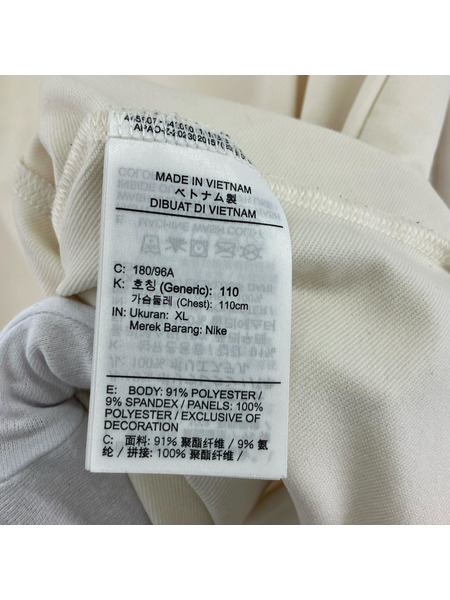 MADE IN VIETNAM
ベトナム製
DIBUAT DI VIETNAM
C: 180/96A
K: 호칭 (Generic): 110
가슴둘레 (Chest): 110cm
IN: Ukuran: XL
Merek Barang: Nike
E: BODY: 91% POLYESTER /
9% SPANDEX / PANELS: 100%
POLYESTER / EXCLUSIVE OF
DECORATION
C: 面料: 91% 聚酯纤维 / 9% 氨
纶 / 拼接: 100% 聚酯纤维 /